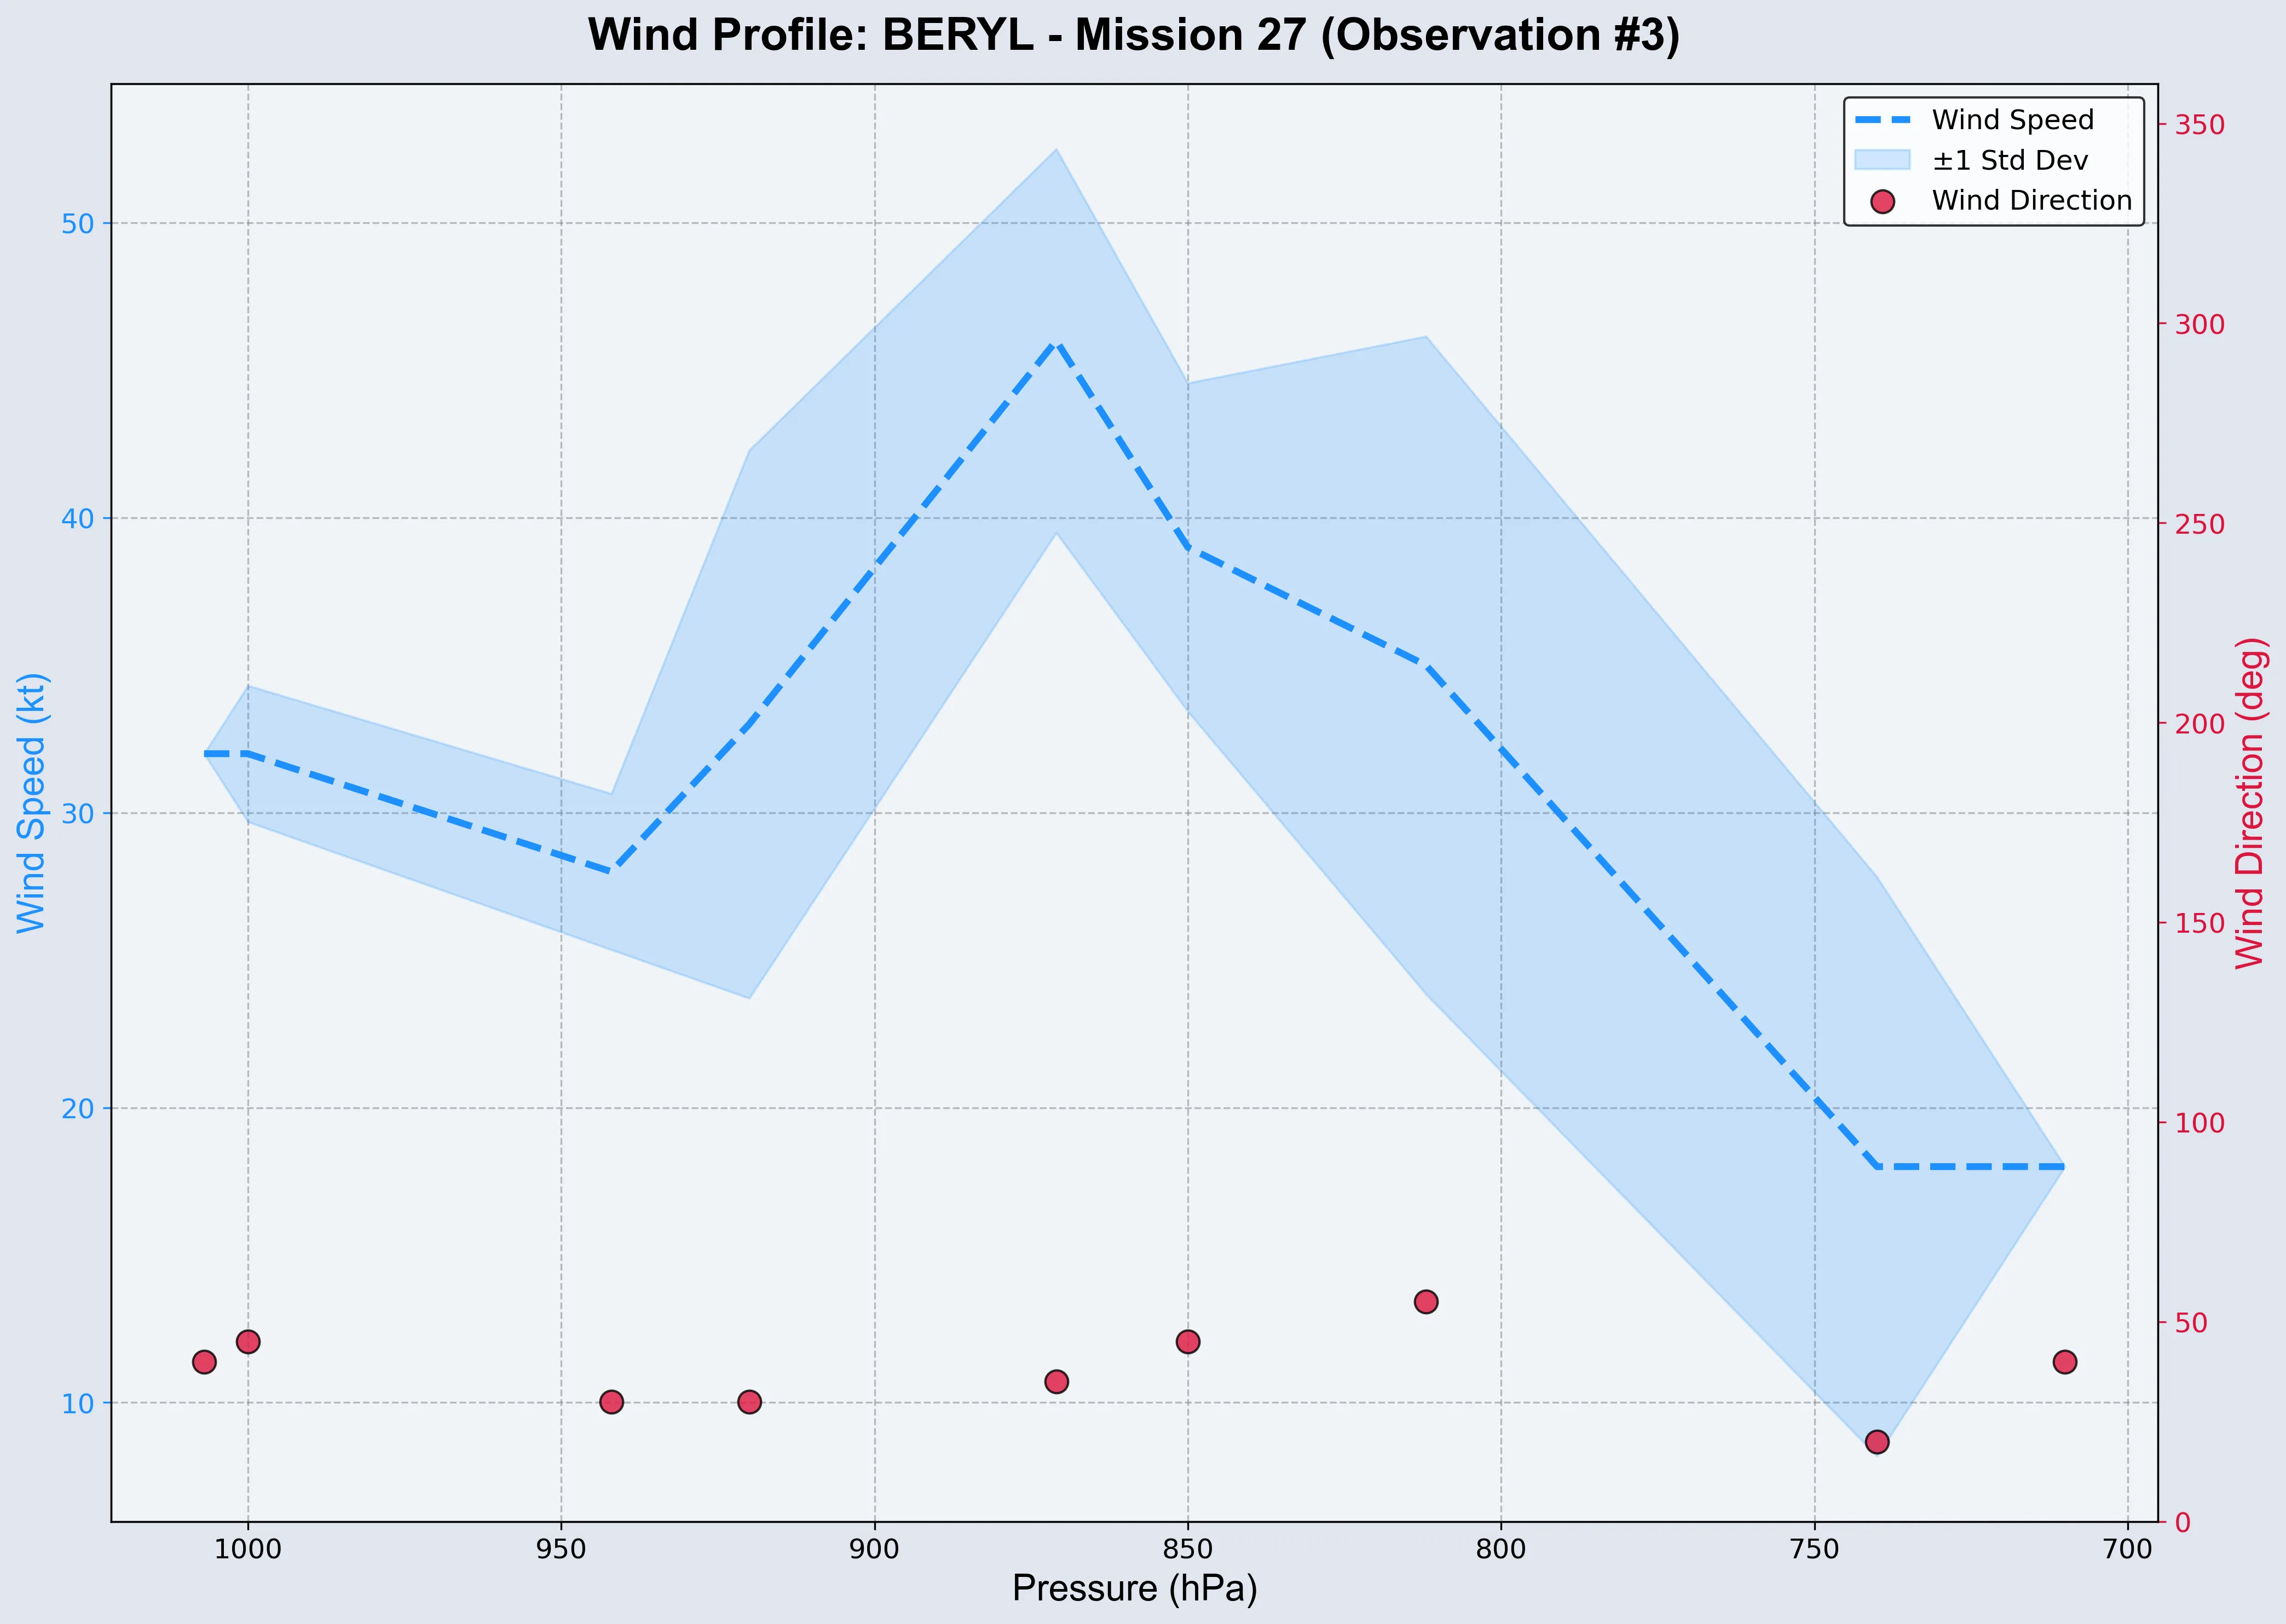 Wind Profile: BERYL - Mission 27 (Observation #3)
Wind Speed
±1 Std Dev
Wind Direction
50
40
30
20
10
Wind Speed (kt)
350
300
250
200
150
100
50
0
Wind Direction (deg)
1000
950
900
850
800
750
700
Pressure (hPa)